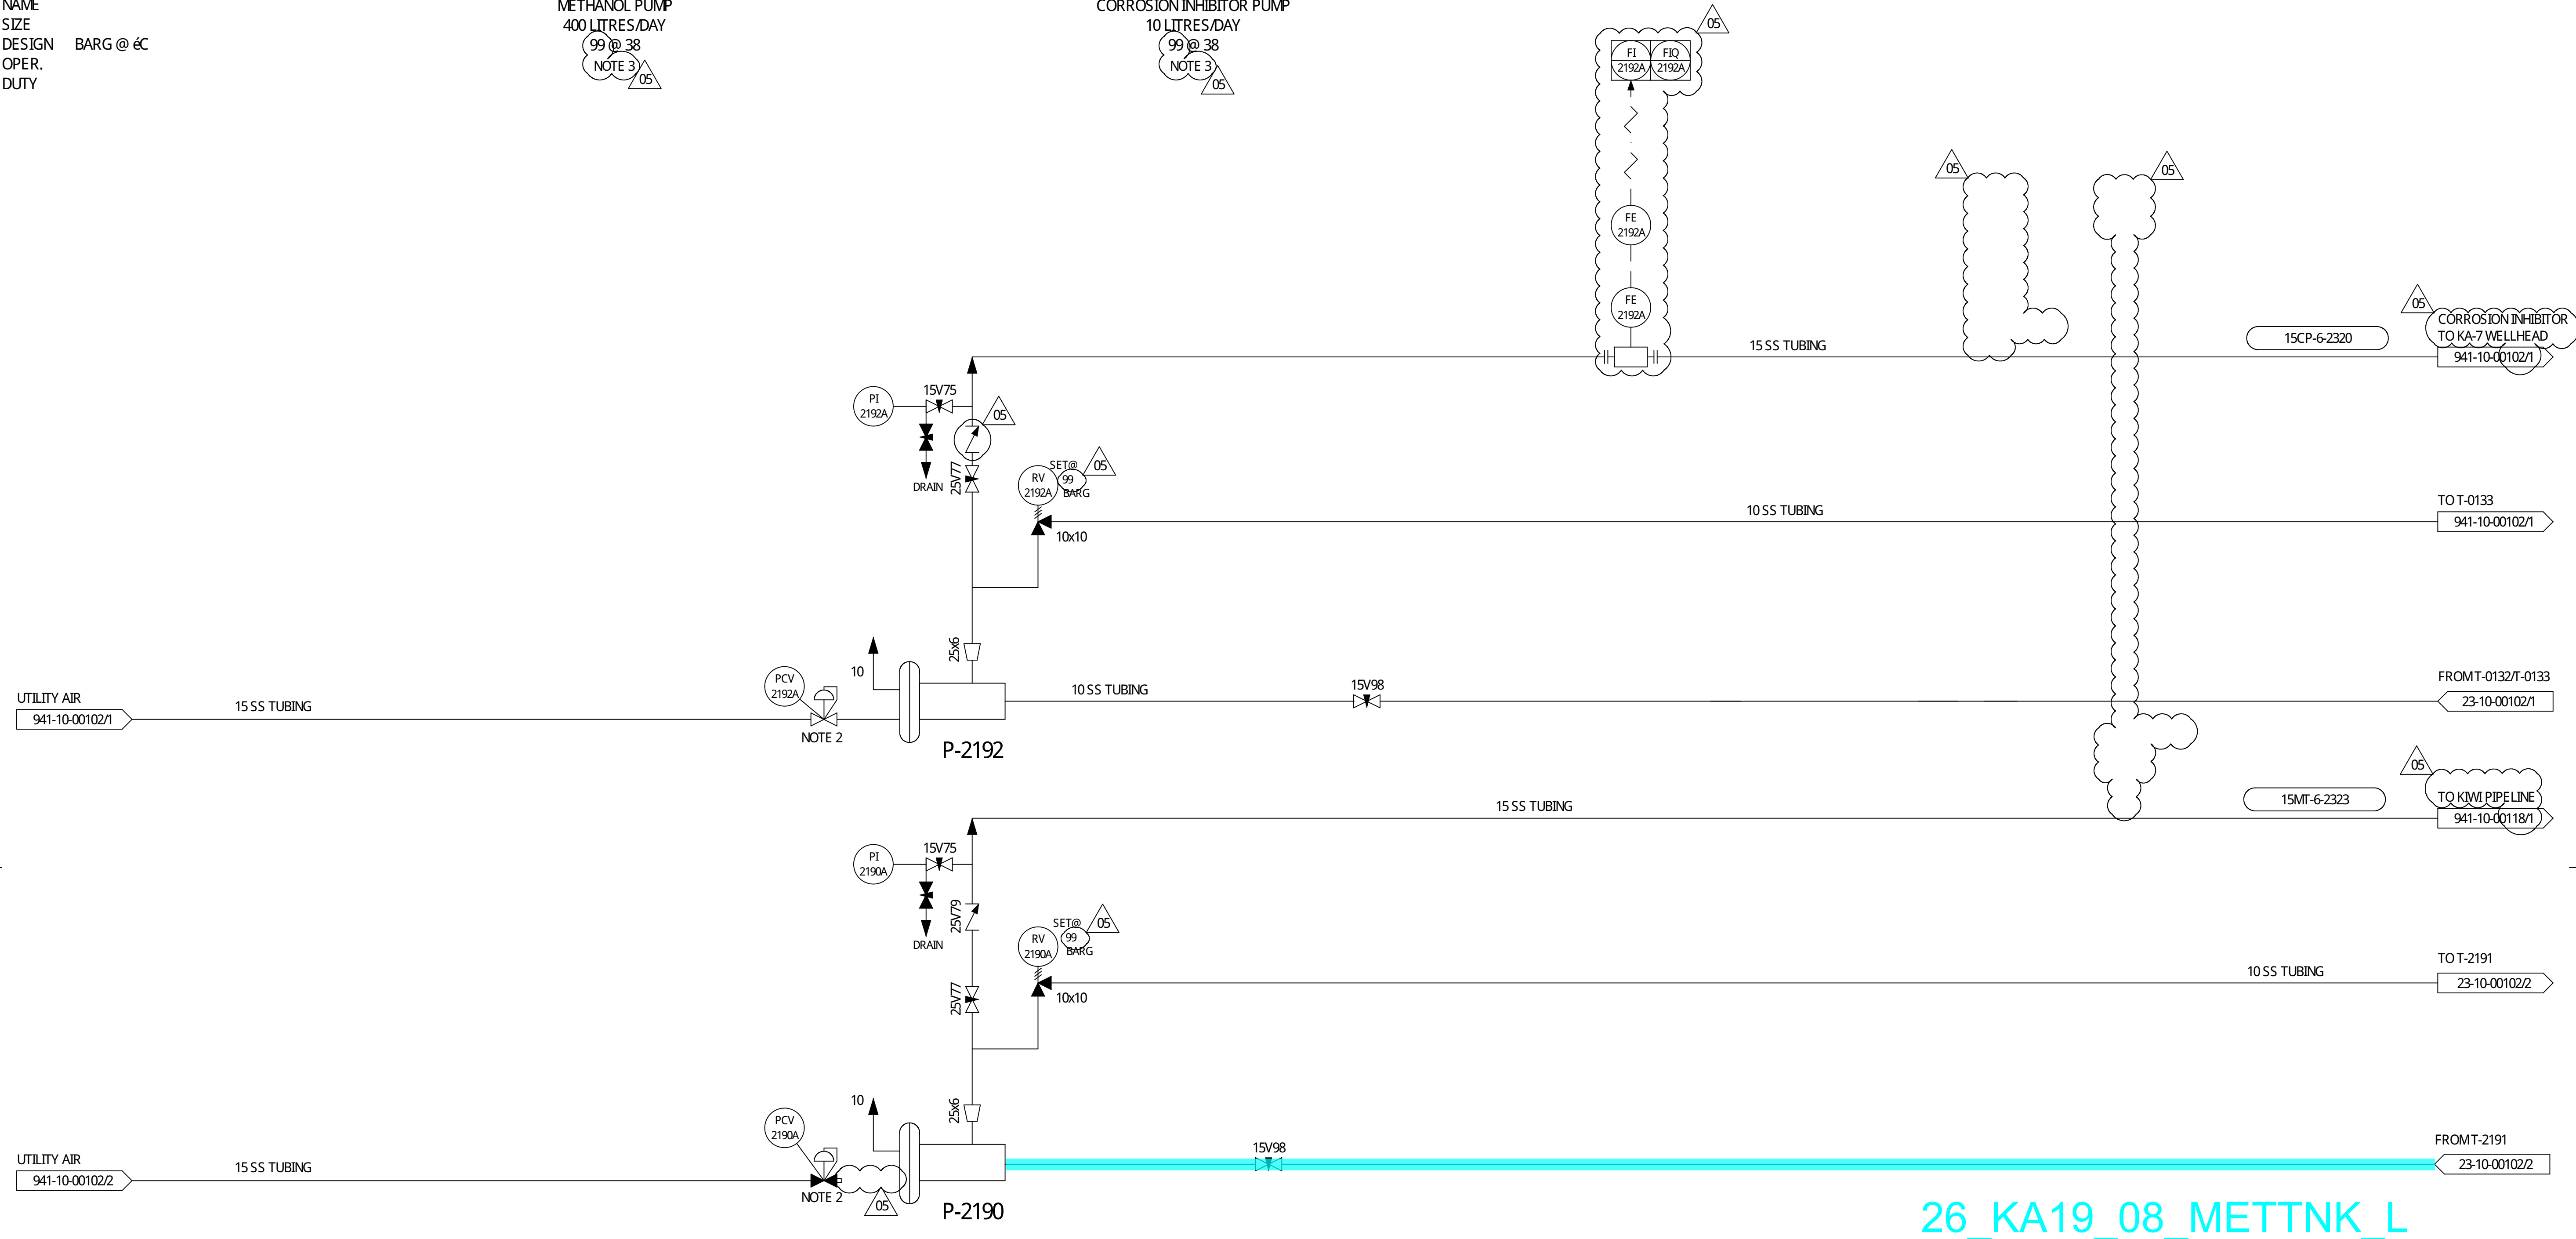 NAME METHANOL PUMP CORROSION INHIBITOR PUMP
SIZE 400 LITRES/DAY 10 LITRES/DAY
DESIGN BARG @ éC 99 @ 38 99 @ 38
OPER. NOTE 3 NOTE 3
05 05
DUTY
05
FI FIQ
2192A 2192A
05 05
FE
2192A
FE
2192A
05
CORROSION INHIBITOR
TO KA-7 WELLHEAD
15 SS TUBING 15CP-6-2320
941-10-00102/1
15V75
PI
2192A
05
DRAIN
25V77
RV
2192A
SET@
99
BARG
05
10x10
10 SS TUBING
TO T-0133
941-10-00102/1
25x6
10
PCV
2192A
10 SS TUBING
15V98
FROM T-0132/T-0133
23-10-00102/1
UTILITY AIR
941-10-00102/1
15 SS TUBING
NOTE 2
P-2192
05
15 SS TUBING
15MT-6-2323
TO KIWI PIPELINE
941-10-00118/1
15V75
PI
2190A
25V79
DRAIN
RV
2190A
SET@
99
BARG
05
25V77
10x10
10 SS TUBING
TO T-2191
23-10-00102/2
25x6
10
PCV
2190A
15V98
FROM T-2191
23-10-00102/2
UTILITY AIR
941-10-00102/2
15 SS TUBING
NOTE 2
05
P-2190
26_KA19_08_METTNK_L